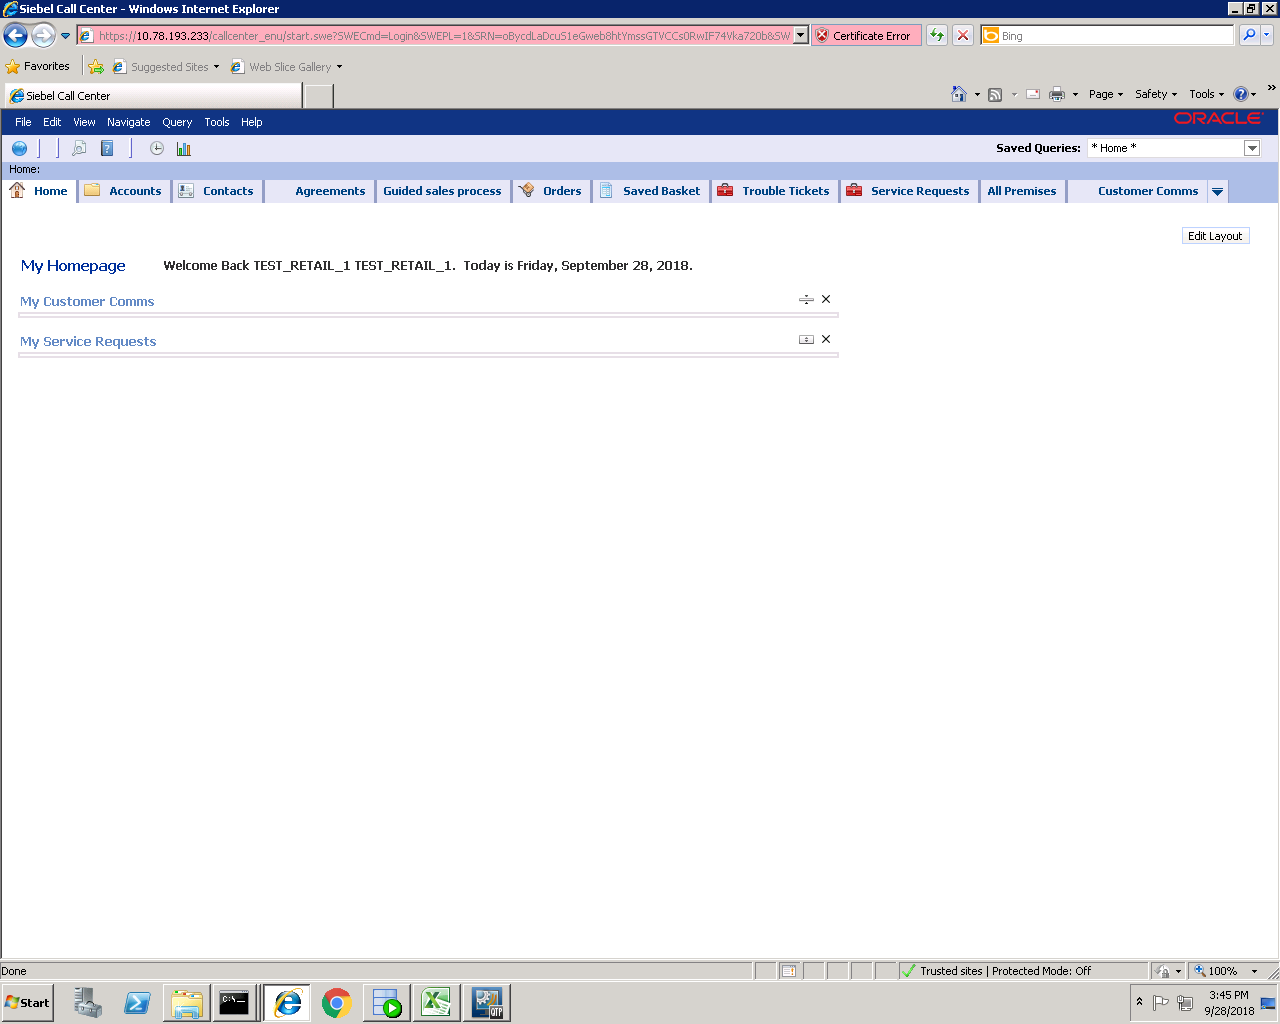 Siebel Call Center - Windows Internet Explorer
https://10.78.193.233/callcenter_enu/start.swe?SWECmd=Login&SWEPL=1&SRN= Certificate Error Bing
Favorites Suggested Sites Web Slice Gallery
Siebel Call Center Page Safety Tools »
File Edit View Navigate Query Tools Help ORACLE
Saved Queries: * Home *
Home:
Home Accounts Contacts Agreements Guided sales process Orders Saved Basket Trouble Tickets Service Requests All Premises Customer Comms
Edit Layout
My Homepage Welcome Back TEST_RETAIL_1 TEST_RETAIL_1. Today is Friday, September 28, 2018.
My Customer Comms
My Service Requests
Done Trusted sites | Protected Mode: Off 100%
Start C:\. QTP 3:45 PM
9/28/2018